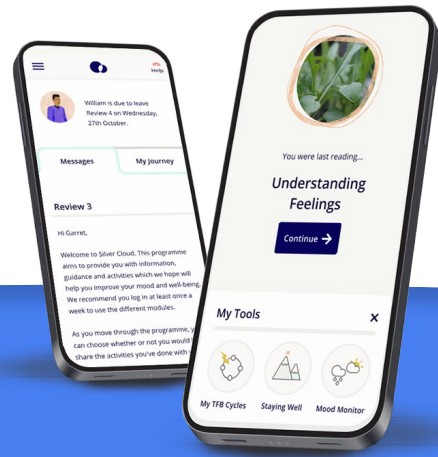 Help
William is due to leave
Review 4 on Wednesday,
27th October.
Messages
My Journey
Review 3
Hi Garret,
Welcome to Silver Cloud. This programme
aims to provide you with information,
guidance and activities which we hope will
help you improve your mood and well-being.
We recommend you log in at least once a
week to use the different modules.
As you move through the programme, y
can choose whether or not you would l
share the activities you've done with
You were last reading...
Understanding
Feelings
Continue →
My Tools
x
My TFB Cycles
Staying Well
Mood Monitor